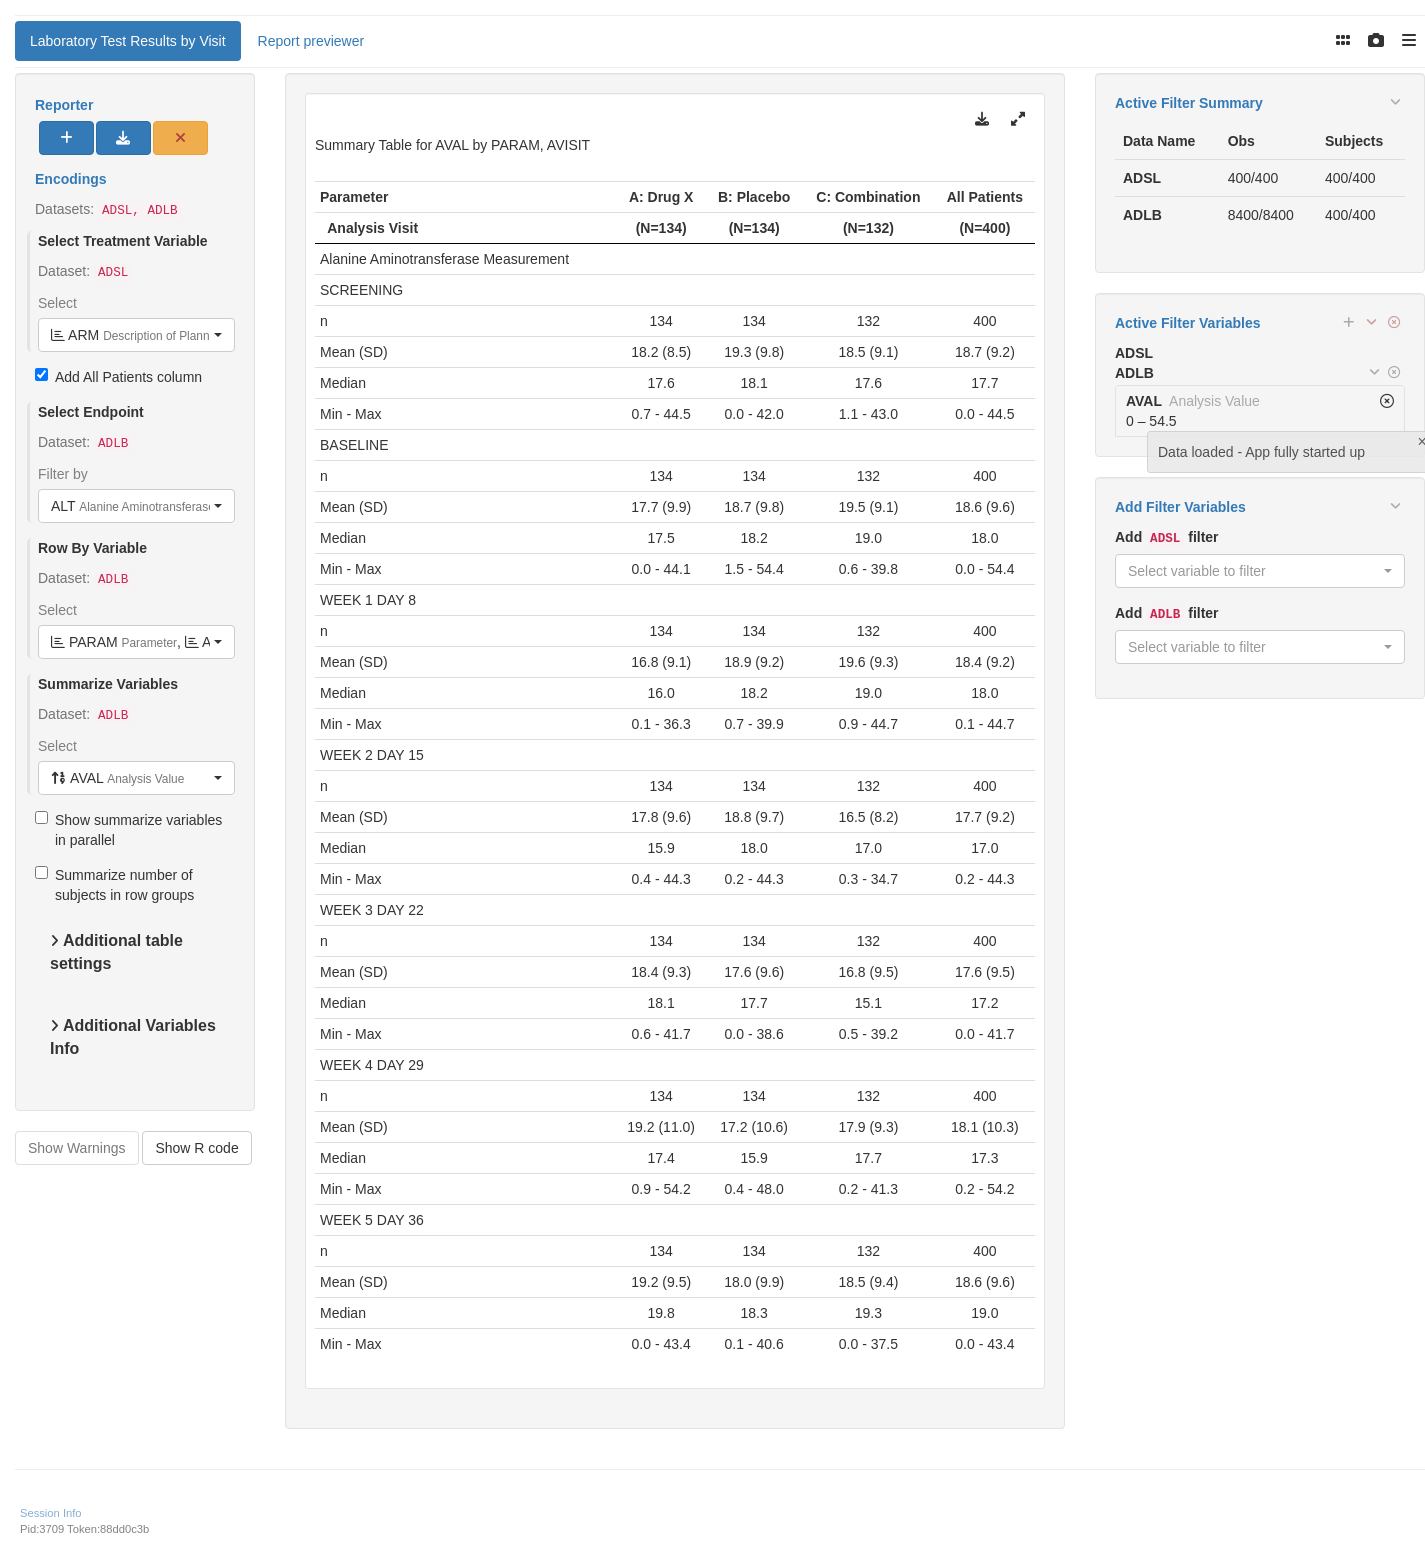 Laboratory Test Results by Visit
Report previewer
Reporter
Encodings
Datasets: ADSL, ADLB
Select Treatment Variable
Dataset: ADSL
Select
ARM Description of Plann
Add All Patients column
Select Endpoint
Dataset: ADLB
Filter by
ALT Alanine Aminotransferase
Row By Variable
Dataset: ADLB
Select
PARAM Parameter, A
Summarize Variables
Dataset: ADLB
Select
AVAL Analysis Value
Show summarize variables
in parallel
Summarize number of
subjects in row groups
Additional table
settings
Additional Variables
Info
Show Warnings
Show R code
Summary Table for AVAL by PARAM, AVISIT
Parameter A: Drug X B: Placebo C: Combination All Patients
Analysis Visit (N=134) (N=134) (N=132) (N=400)
Alanine Aminotransferase Measurement
SCREENING
n 134 134 132 400
Mean (SD) 18.2 (8.5) 19.3 (9.8) 18.5 (9.1) 18.7 (9.2)
Median 17.6 18.1 17.6 17.7
Min - Max 0.7 - 44.5 0.0 - 42.0 1.1 - 43.0 0.0 - 44.5
BASELINE
n 134 134 132 400
Mean (SD) 17.7 (9.9) 18.7 (9.8) 19.5 (9.1) 18.6 (9.6)
Median 17.5 18.2 19.0 18.0
Min - Max 0.0 - 44.1 1.5 - 54.4 0.6 - 39.8 0.0 - 54.4
WEEK 1 DAY 8
n 134 134 132 400
Mean (SD) 16.8 (9.1) 18.9 (9.2) 19.6 (9.3) 18.4 (9.2)
Median 16.0 18.2 19.0 18.0
Min - Max 0.1 - 36.3 0.7 - 39.9 0.9 - 44.7 0.1 - 44.7
WEEK 2 DAY 15
n 134 134 132 400
Mean (SD) 17.8 (9.6) 18.8 (9.7) 16.5 (8.2) 17.7 (9.2)
Median 15.9 18.0 17.0 17.0
Min - Max 0.4 - 44.3 0.2 - 44.3 0.3 - 34.7 0.2 - 44.3
WEEK 3 DAY 22
n 134 134 132 400
Mean (SD) 18.4 (9.3) 17.6 (9.6) 16.8 (9.5) 17.6 (9.5)
Median 18.1 17.7 15.1 17.2
Min - Max 0.6 - 41.7 0.0 - 38.6 0.5 - 39.2 0.0 - 41.7
WEEK 4 DAY 29
n 134 134 132 400
Mean (SD) 19.2 (11.0) 17.2 (10.6) 17.9 (9.3) 18.1 (10.3)
Median 17.4 15.9 17.7 17.3
Min - Max 0.9 - 54.2 0.4 - 48.0 0.2 - 41.3 0.2 - 54.2
WEEK 5 DAY 36
n 134 134 132 400
Mean (SD) 19.2 (9.5) 18.0 (9.9) 18.5 (9.4) 18.6 (9.6)
Median 19.8 18.3 19.3 19.0
Min - Max 0.0 - 43.4 0.1 - 40.6 0.0 - 37.5 0.0 - 43.4
Active Filter Summary
Data Name Obs Subjects
ADSL 400/400 400/400
ADLB 8400/8400 400/400
Active Filter Variables
ADSL
ADLB
AVAL Analysis Value
0 – 54.5
Data loaded - App fully started up
Add Filter Variables
Add ADSL filter
Select variable to filter
Add ADLB filter
Select variable to filter
Session Info
Pid:3709 Token:88dd0c3b